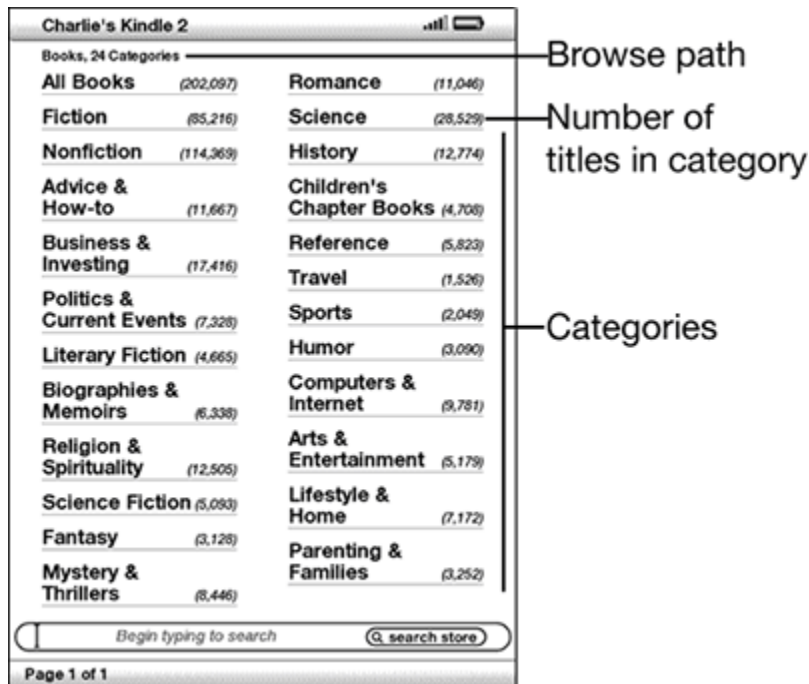 Charlie's Kindle 2
Books, 24 Categories
All Books (202,097)
Fiction (85,216)
Nonfiction (114,369)
Advice &
How-to (11,667)
Business &
Investing (17,416)
Politics &
Current Events (7,328)
Literary Fiction (4,665)
Biographies &
Memoirs (6,338)
Religion &
Spirituality (12,505)
Science Fiction (5,093)
Fantasy (3,128)
Mystery &
Thrillers (8,446)
Romance (11,046)
Science (28,529)
History (12,774)
Children's
Chapter Books (4,708)
Reference (5,823)
Travel (1,526)
Sports (2,049)
Humor (3,090)
Computers &
Internet (9,781)
Arts &
Entertainment (5,179)
Lifestyle &
Home (7,172)
Parenting &
Families (3,252)
Begin typing to search
search store
Page 1 of 1
Browse path
Number of
titles in category
Categories